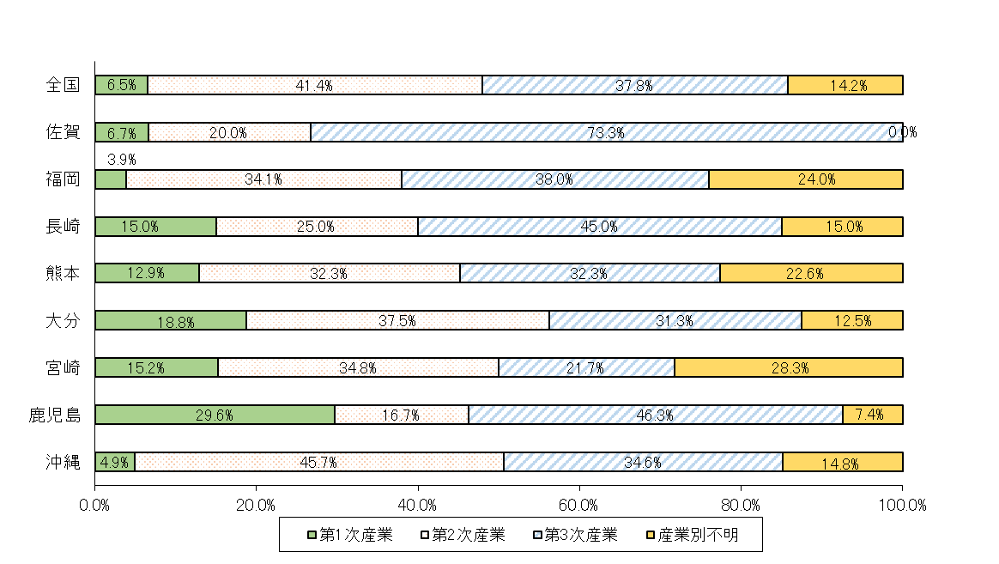 全国 6.5% 41.4% 37.8% 14.2%
佐賀 6.7% 20.0% 73.3% 0.0%
3.9%
福岡 34.1% 38.0% 24.0%
長崎 15.0% 25.0% 45.0% 15.0%
熊本 12.9% 32.3% 32.3% 22.6%
大分 18.8% 37.5% 31.3% 12.5%
宮崎 15.2% 34.8% 21.7% 28.3%
鹿児島 29.6% 16.7% 46.3% 7.4%
沖縄 4.9% 45.7% 34.6% 14.8%
0.0% 20.0% 40.0% 60.0% 80.0% 100.0%
第1次産業 第2次産業 第3次産業 産業別不明